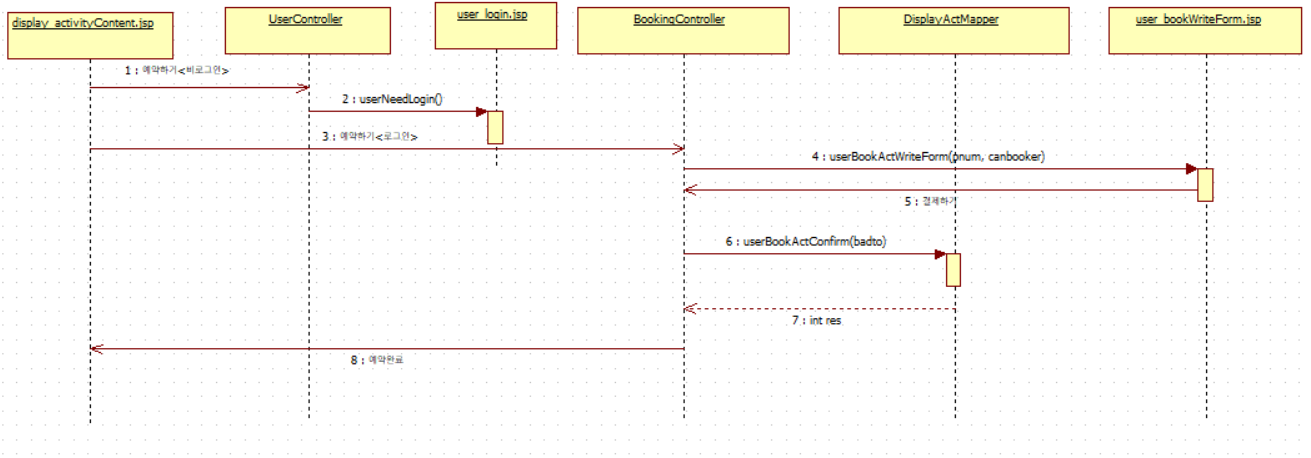 display_activityContent.jsp
UserController
user_login.jsp
BookingController
DisplayActMapper
user_bookWriteForm.jsp
1 : 예약하기<비로그인>
2 : userNeedLogin()
3 : 예약하기<로그인>
4 : userBookActWriteForm(pnum, canbooker)
5 : 결제하기
6 : userBookActConfirm(badto)
7 : int res
8 : 예약완료